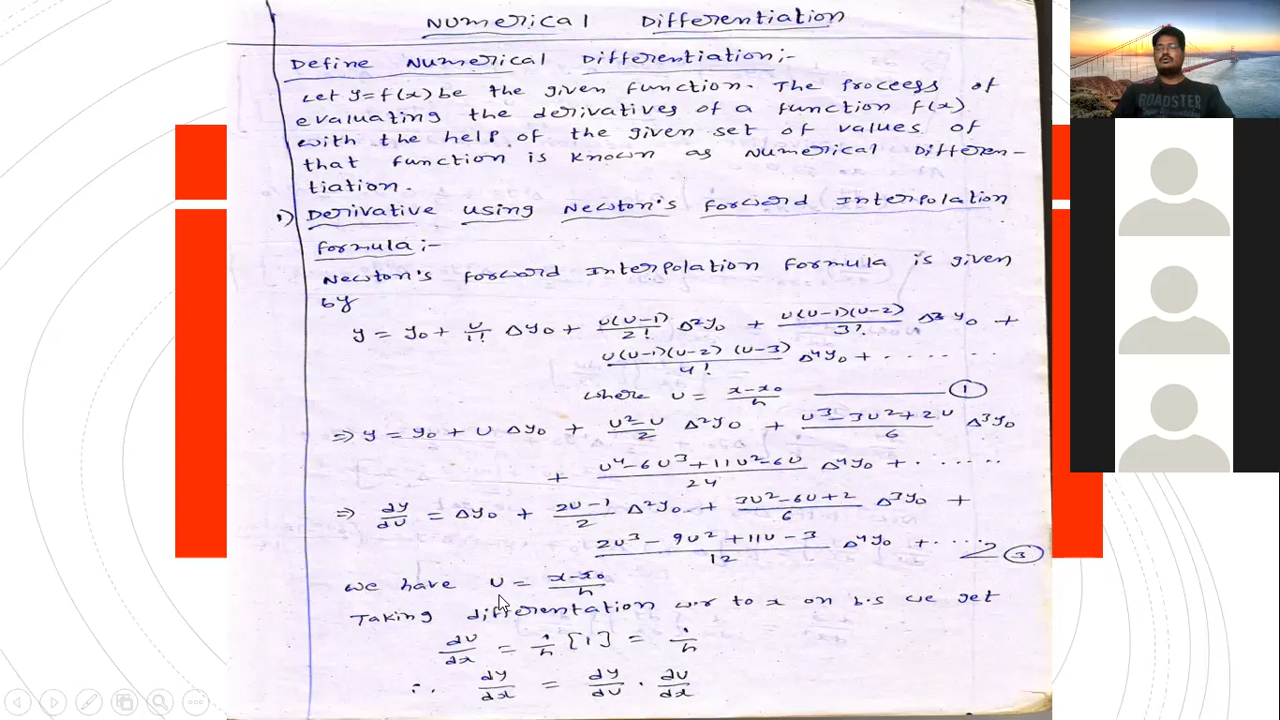 Numerical Differentiation
Define Numerical Differentiation:-
Let y=f(x) be the given function. The process of
evaluating the derivatives of a function f(x)
with the help of the given set of values of
that function is known as Numerical Differen-
tiation.
1) Derivative using Newton's forward Interpolation
formula:-
Newton's forward Interpolation formula is given
by
y = y₀ + u/1! Δy₀ + u(u-1)/2! Δ²y₀ + u(u-1)(u-2)/3! Δ³y₀ +
u(u-1)(u-2)(u-3)/4! Δ⁴y₀ + . . . . . .
where u = x-x₀/h ——— ①
⇒ y = y₀ + u Δy₀ + u²-u/2 Δ²y₀ + u³-3u²+2u/6 Δ³y₀
+ u⁴-6u³+11u²-6u/24 Δ⁴y₀ + . . . . . .
⇒ dy/du = Δy₀ + 2u-1/2 Δ²y₀ + 3u²-6u+2/6 Δ³y₀ +
2u³-9u²+11u-3/12 Δ⁴y₀ + . . . . 2 ③
we have u = x-x₀/h
Taking differentation w.r to x on b.s we get
du/dx = 1/h [1] = 1/h
∴ dy/dx = dy/du . du/dx
ROADSTER